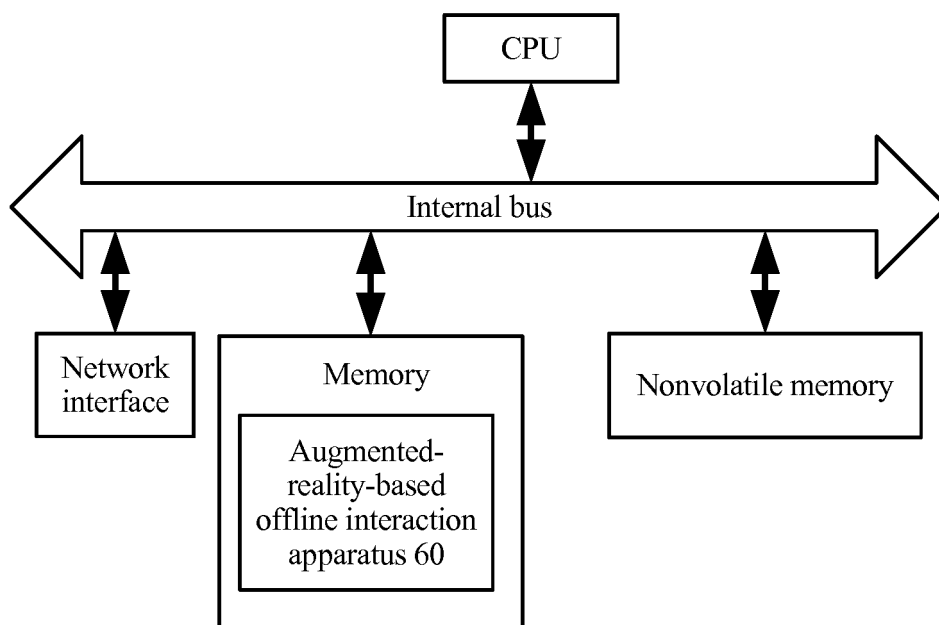 CPU
Internal bus
Network
interface
Memory
Augmented-
reality-based
offline interaction
apparatus 60
Nonvolatile memory